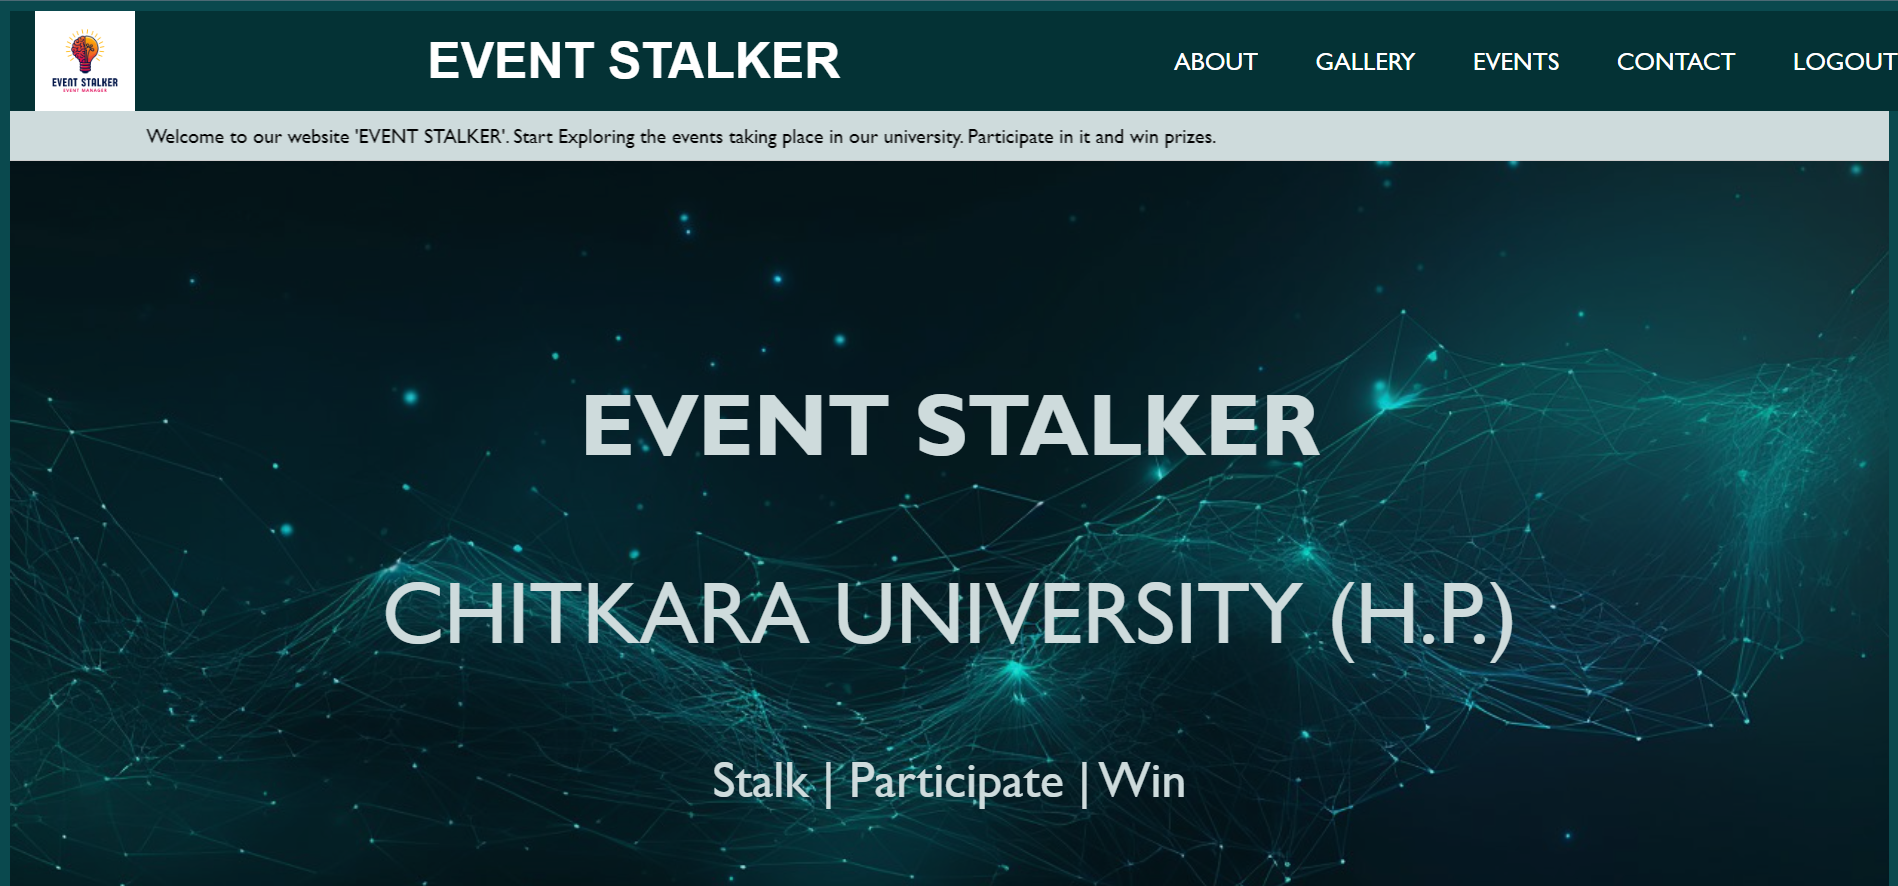 EVENT STALKER
EVENT MANAGER
EVENT STALKER
ABOUT GALLERY EVENTS CONTACT LOGOUT
Welcome to our website 'EVENT STALKER'. Start Exploring the events taking place in our university. Participate in it and win prizes.
EVENT STALKER
CHITKARA UNIVERSITY (H.P.)
Stalk | Participate | Win